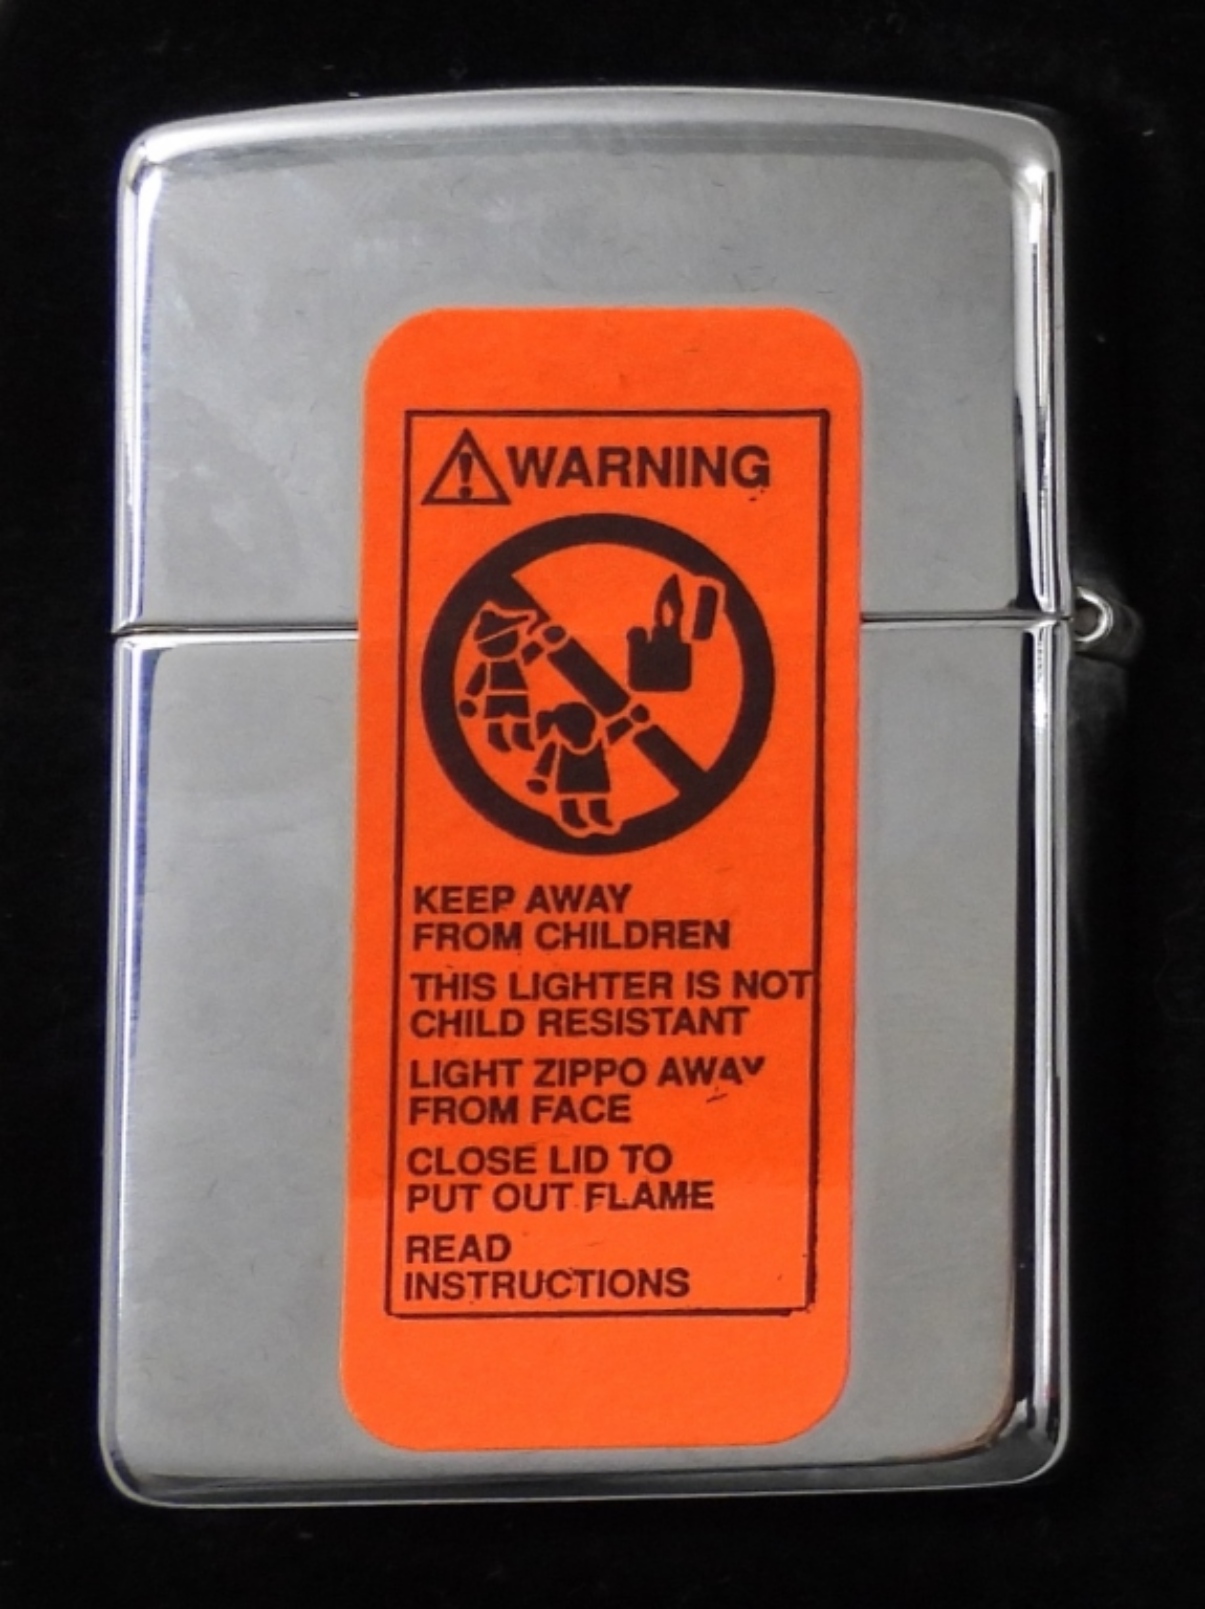 WARNING
KEEP AWAY
FROM CHILDREN
THIS LIGHTER IS NOT
CHILD RESISTANT
LIGHT ZIPPO AWAY
FROM FACE
CLOSE LID TO
PUT OUT FLAME
READ
INSTRUCTIONS